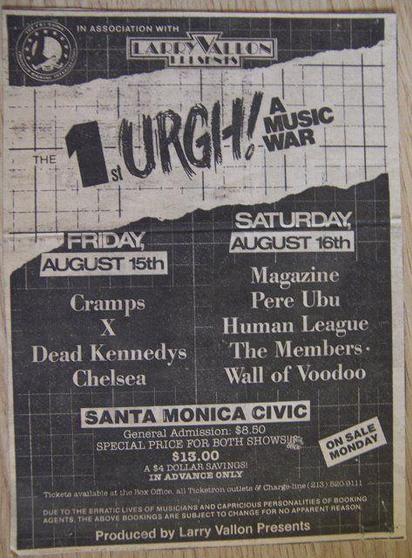 IN ASSOCIATION WITH
LARRY VALLON
PRESENTS
THE 1st URGH! A MUSIC WAR
FRIDAY,
AUGUST 15th
Cramps
X
Dead Kennedys
Chelsea
SATURDAY,
AUGUST 16th
Magazine
Pere Ubu
Human League
The Members
Wall of Voodoo
SANTA MONICA CIVIC
General Admission: $8.50
SPECIAL PRICE FOR BOTH SHOWS!!
$13.00
A $4 DOLLAR SAVINGS!
IN ADVANCE ONLY
ON SALE
MONDAY
Tickets available at the Box Office, all Ticketron outlets & Charge-line (213) 520-9111
DUE TO THE ERRATIC LIVES OF MUSICIANS AND CAPRICIOUS PERSONALITIES OF BOOKING
AGENTS, THE ABOVE BOOKINGS ARE SUBJECT TO CHANGE FOR NO APPARENT REASON.
Produced by Larry Vallon Presents